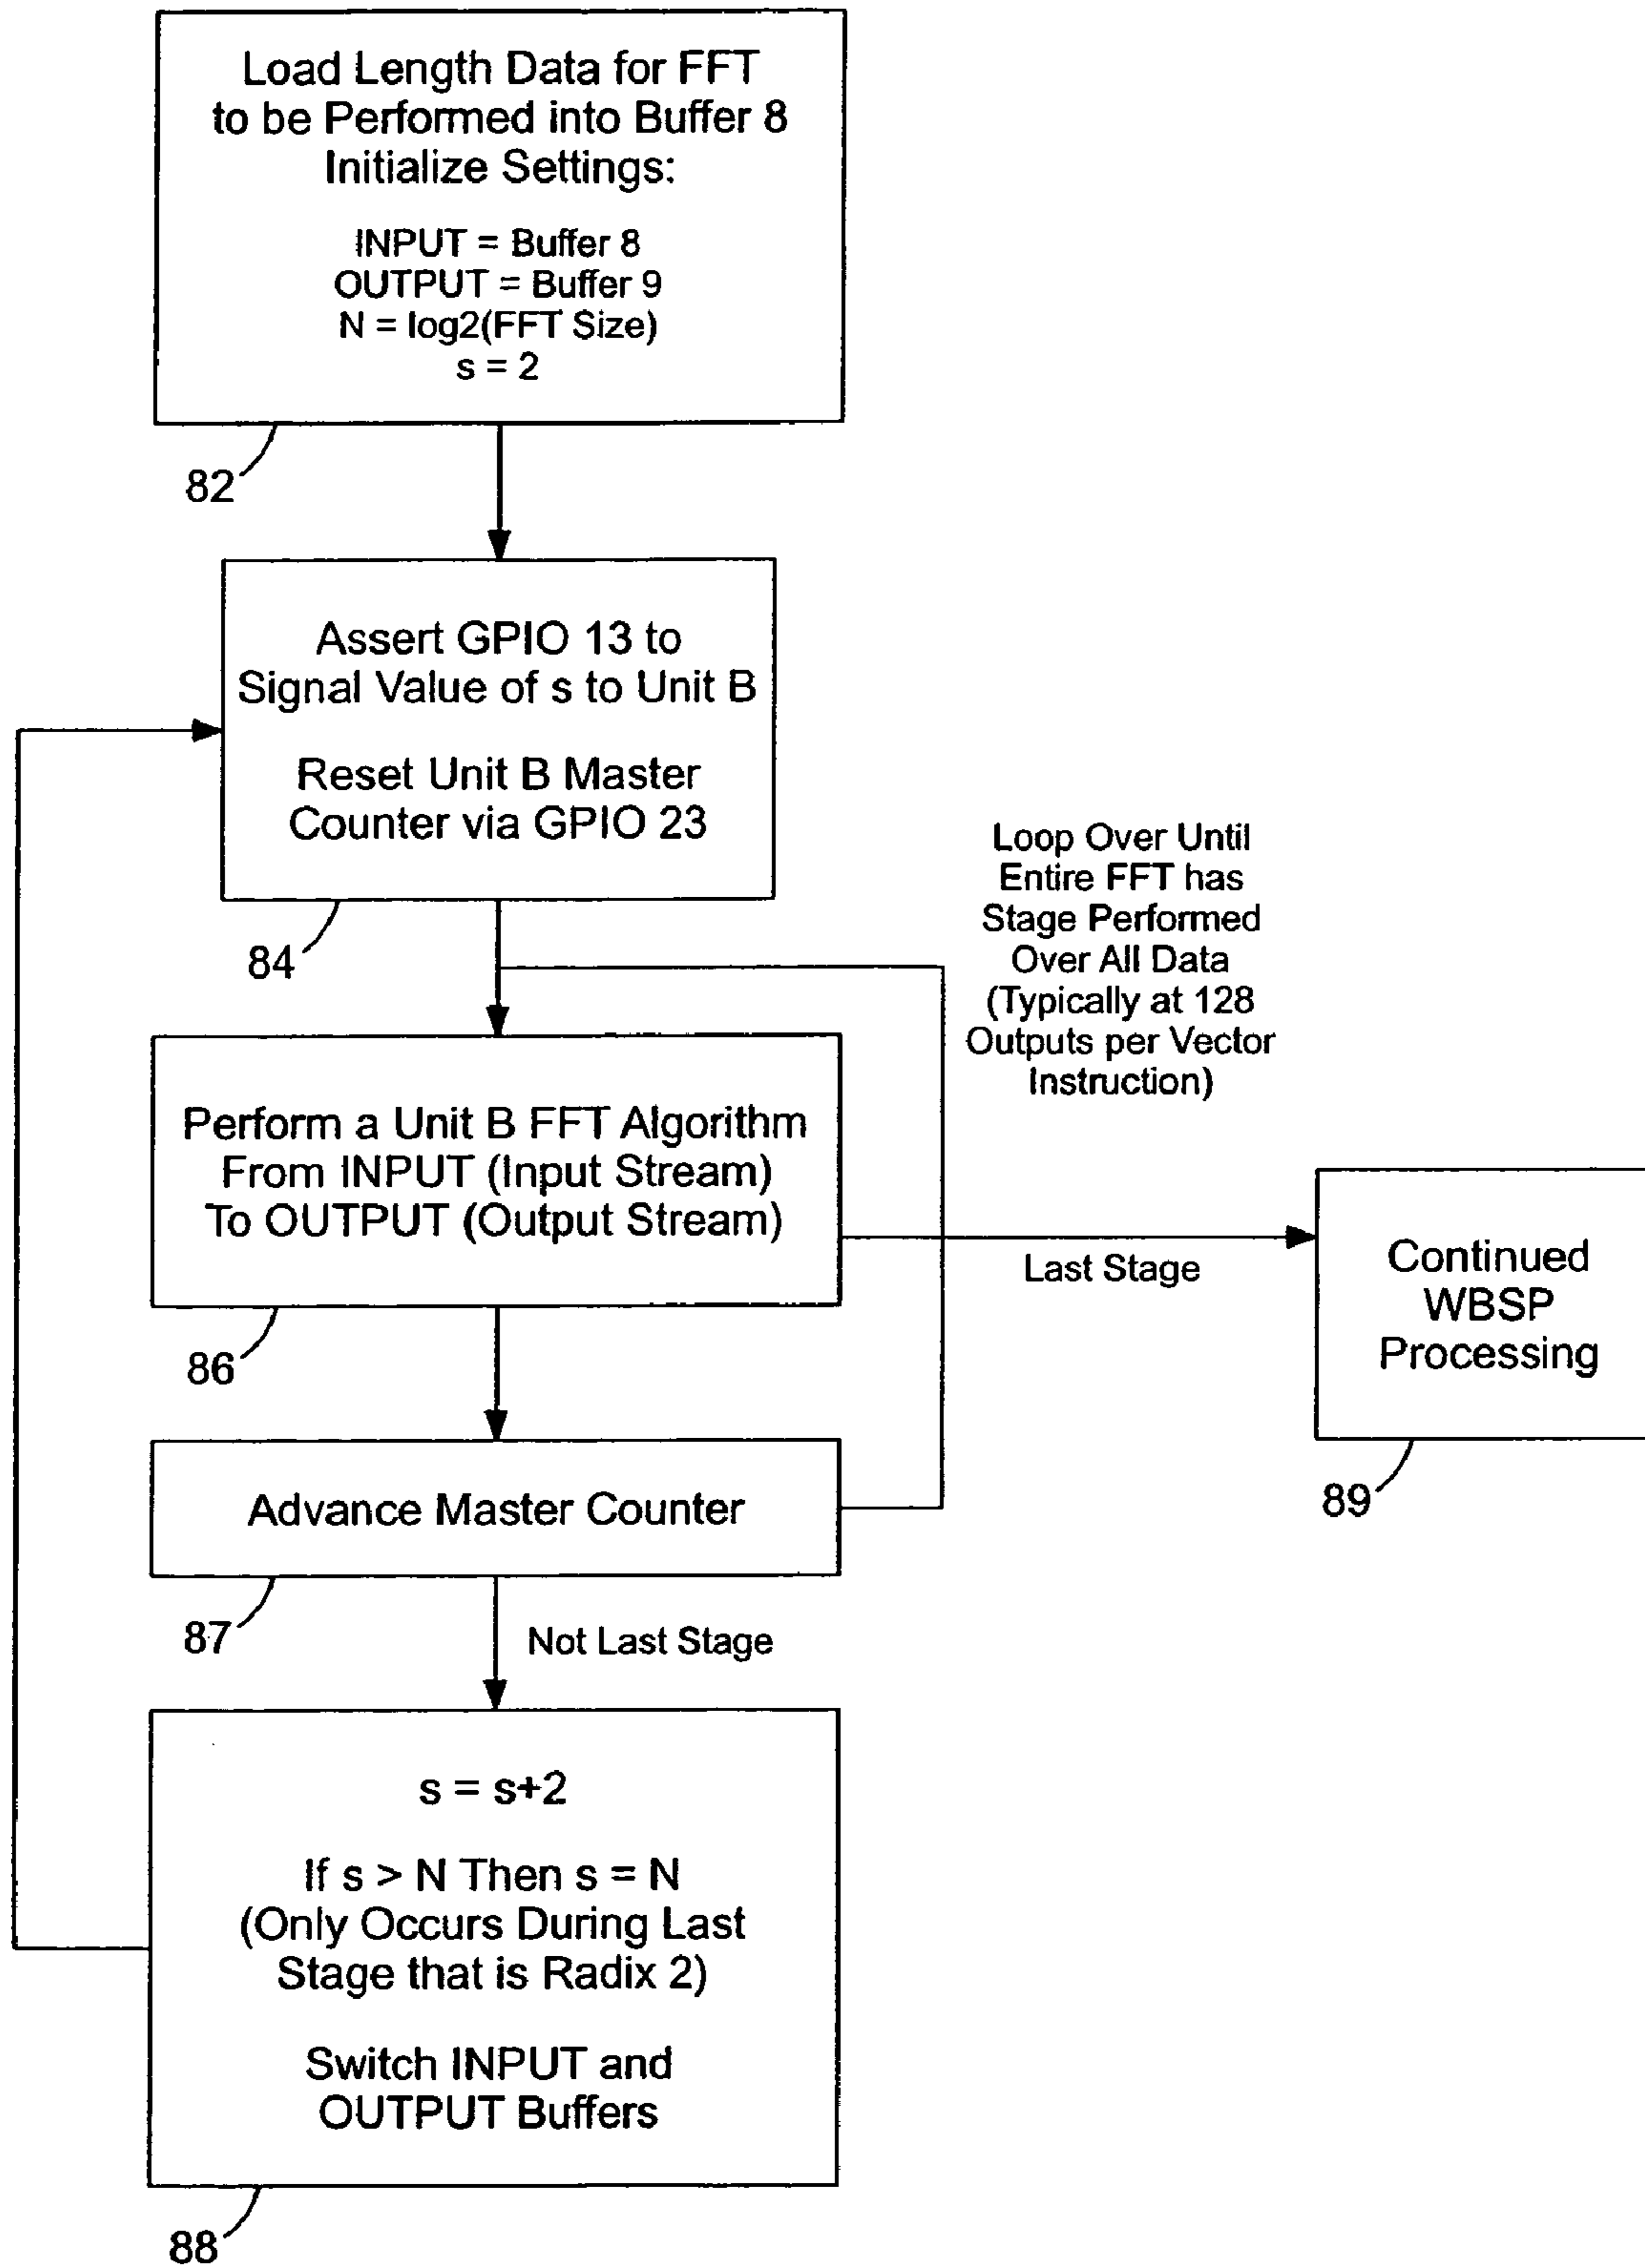 Load Length Data for FFT
to be Performed into Buffer 8
Initialize Settings:
INPUT = Buffer 8
OUTPUT = Buffer 9
N = log2(FFT Size)
s = 2
82
Assert GPIO 13 to
Signal Value of s to Unit B
Reset Unit B Master
Counter via GPIO 23
84
Loop Over Until
Entire FFT has
Stage Performed
Over All Data
(Typically at 128
Outputs per Vector
Instruction)
Perform a Unit B FFT Algorithm
From INPUT (Input Stream)
To OUTPUT (Output Stream)
86
Last Stage
Continued
WBSP
Processing
89
Advance Master Counter
87
Not Last Stage
s = s+2
If s > N Then s = N
(Only Occurs During Last
Stage that is Radix 2)
Switch INPUT and
OUTPUT Buffers
88